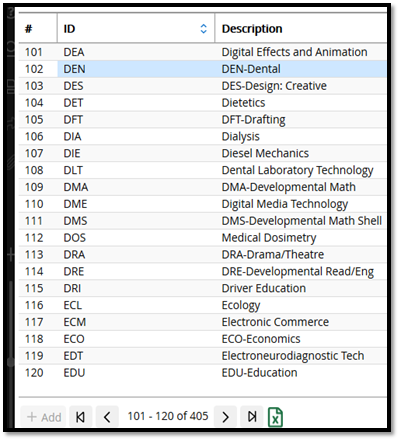 # ID Description
101 DEA Digital Effects and Animation
102 DEN DEN-Dental
103 DES DES-Design: Creative
104 DET Dietetics
105 DFT DFT-Drafting
106 DIA Dialysis
107 DIE Diesel Mechanics
108 DLT Dental Laboratory Technology
109 DMA DMA-Developmental Math
110 DME Digital Media Technology
111 DMS DMS-Developmental Math Shell
112 DOS Medical Dosimetry
113 DRA DRA-Drama/Theatre
114 DRE DRE-Developmental Read/Eng
115 DRI Driver Education
116 ECL Ecology
117 ECM Electronic Commerce
118 ECO ECO-Economics
119 EDT Electroneurodiagnostic Tech
120 EDU EDU-Education
+ Add 101 - 120 of 405